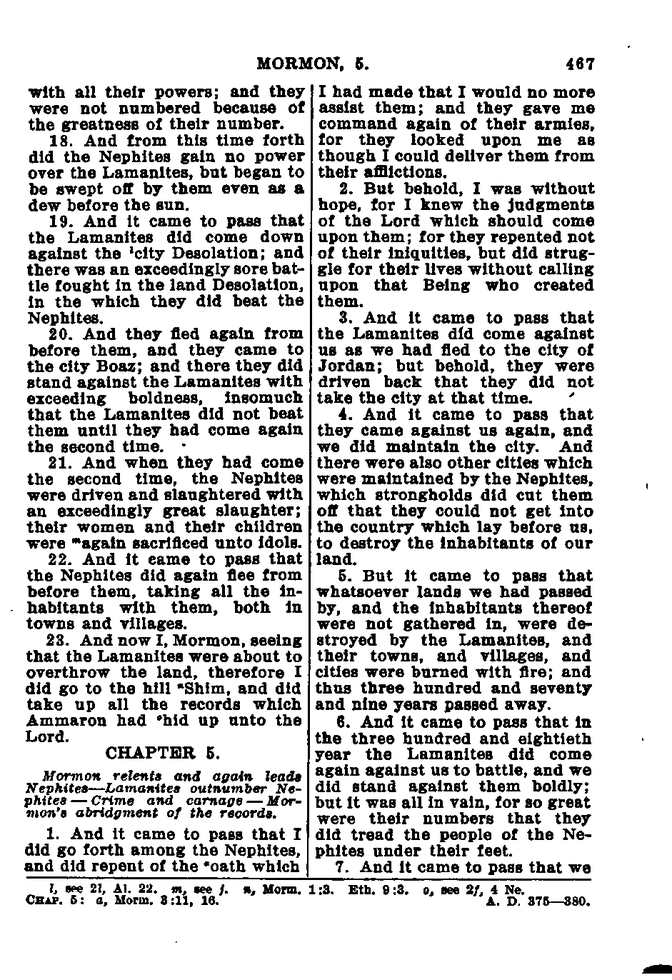 MORMON, 5. 467
with all their powers; and they
were not numbered because of
the greatness of their number.
18. And from this time forth
did the Nephites gain no power
over the Lamanites, but began to
be swept off by them even as a
dew before the sun.
19. And it came to pass that
the Lamanites did come down
against the ˡcity Desolation; and
there was an exceedingly sore bat-
tle fought in the land Desolation,
in the which they did beat the
Nephites.
20. And they fled again from
before them, and they came to
the city Boaz; and there they did
stand against the Lamanites with
exceeding boldness, insomuch
that the Lamanites did not beat
them until they had come again
the second time.
21. And when they had come
the second time, the Nephites
were driven and slaughtered with
an exceedingly great slaughter;
their women and their children
were ᵐagain sacrificed unto idols.
22. And it came to pass that
the Nephites did again flee from
before them, taking all the in-
habitants with them, both in
towns and villages.
23. And now I, Mormon, seeing
that the Lamanites were about to
overthrow the land, therefore I
did go to the hill ⁿShim, and did
take up all the records which
Ammaron had ᵒhid up unto the
Lord.
CHAPTER 5.
Mormon relents and again leads
Nephites—Lamanites outnumber Ne-
phites — Crime and carnage — Mor-
mon's abridgment of the records.
1. And it came to pass that I
did go forth among the Nephites,
and did repent of the ᵃoath which
I had made that I would no more
assist them; and they gave me
command again of their armies,
for they looked upon me as
though I could deliver them from
their afflictions.
2. But behold, I was without
hope, for I knew the judgments
of the Lord which should come
upon them; for they repented not
of their iniquities, but did strug-
gle for their lives without calling
upon that Being who created
them.
3. And it came to pass that
the Lamanites did come against
us as we had fled to the city of
Jordan; but behold, they were
driven back that they did not
take the city at that time.
4. And it came to pass that
they came against us again, and
we did maintain the city. And
there were also other cities which
were maintained by the Nephites,
which strongholds did cut them
off that they could not get into
the country which lay before us,
to destroy the inhabitants of our
land.
5. But it came to pass that
whatsoever lands we had passed
by, and the inhabitants thereof
were not gathered in, were de-
stroyed by the Lamanites, and
their towns, and villages, and
cities were burned with fire; and
thus three hundred and seventy
and nine years passed away.
6. And it came to pass that in
the three hundred and eightieth
year the Lamanites did come
again against us to battle, and we
did stand against them boldly;
but it was all in vain, for so great
were their numbers that they
did tread the people of the Ne-
phites under their feet.
7. And it came to pass that we
l, see 2l, Al. 22. m, see j. n, Morm. 1:3. Eth. 9:3. o, see 2f, 4 Ne.
CHAP. 5: a, Morm. 3:11, 16. A. D. 375—380.